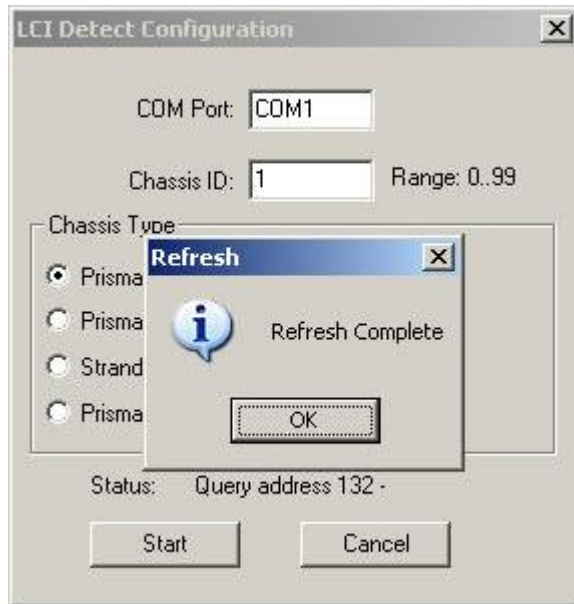 LCI Detect Configuration
COM Port: COM1
Chassis ID: 1 Range: 0..99
Chassis Type
Refresh
Prisma
Prisma
Refresh Complete
Strand
Prisma
OK
Status: Query address 132 -
Start Cancel